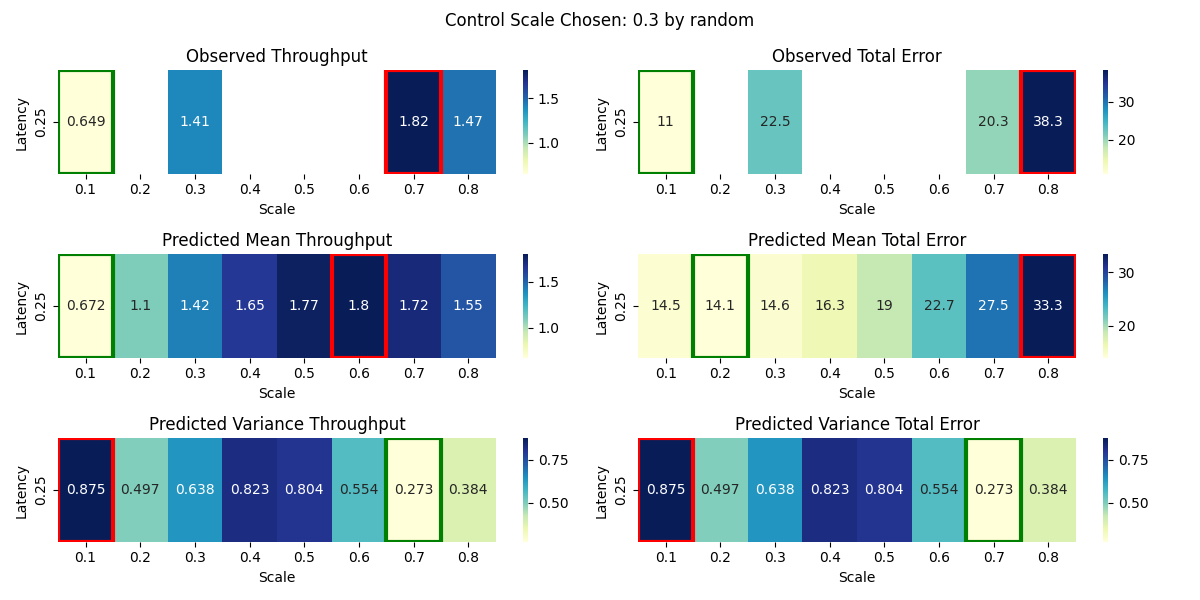 Control Scale Chosen: 0.3 by random
Observed Throughput
Latency
0.25
0.649 1.41 1.82 1.47
1.5
1.0
0.1 0.2 0.3 0.4 0.5 0.6 0.7 0.8
Scale
Observed Total Error
Latency
0.25
11 22.5 20.3 38.3
30
20
0.1 0.2 0.3 0.4 0.5 0.6 0.7 0.8
Scale
Predicted Mean Throughput
Latency
0.25
0.672 1.1 1.42 1.65 1.77 1.8 1.72 1.55
1.5
1.0
0.1 0.2 0.3 0.4 0.5 0.6 0.7 0.8
Scale
Predicted Mean Total Error
Latency
0.25
14.5 14.1 14.6 16.3 19 22.7 27.5 33.3
30
20
0.1 0.2 0.3 0.4 0.5 0.6 0.7 0.8
Scale
Predicted Variance Throughput
Latency
0.25
0.875 0.497 0.638 0.823 0.804 0.554 0.273 0.384
0.75
0.50
0.1 0.2 0.3 0.4 0.5 0.6 0.7 0.8
Scale
Predicted Variance Total Error
Latency
0.25
0.875 0.497 0.638 0.823 0.804 0.554 0.273 0.384
0.75
0.50
0.1 0.2 0.3 0.4 0.5 0.6 0.7 0.8
Scale